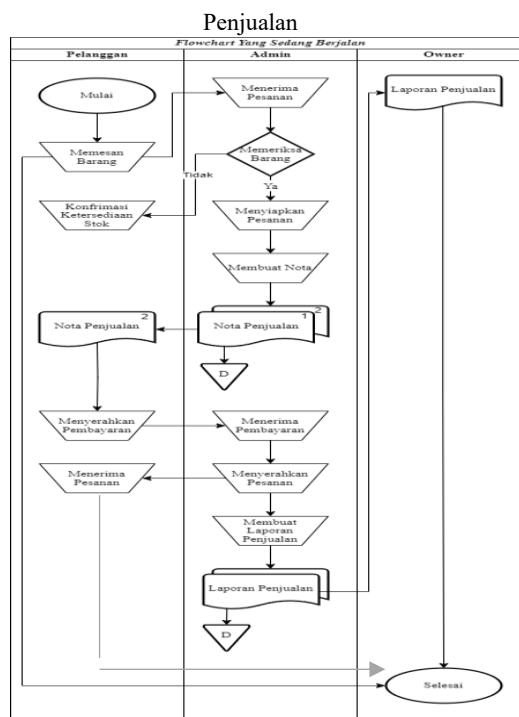 Penjualan
Flowchart Yang Sedang Berjalan
Pelanggan
Admin
Owner
Mulai
Menerima
Pesanan
Laporan Penjualan
Memesan
Barang
Memeriksa
Barang
Tidak
Ya
Konfrimasi
Ketersediaan
Stok
Menyiapkan
Pesanan
Membuat Nota
2
Nota Penjualan
2
1
Nota Penjualan
D
Menyerahkan
Pembayaran
Menerima
Pembayaran
Menerima
Pesanan
Menyerahkan
Pesanan
Membuat
Laporan
Penjualan
Laporan Penjualan
D
Selesai